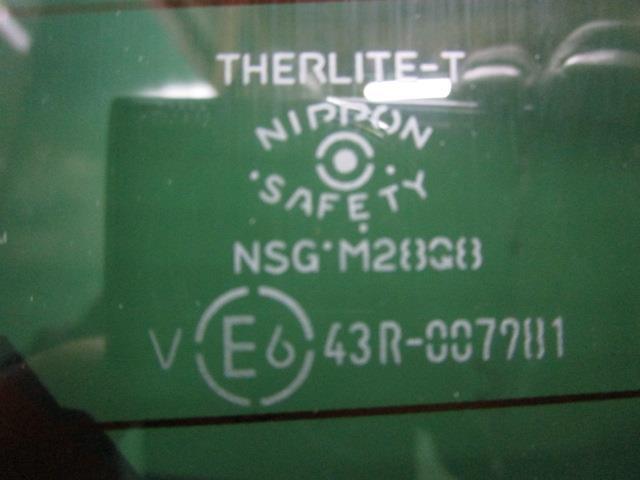 THERLITE-T
NIPPON
SAFETY
NSG·M28Q8
V E6 43R-007781